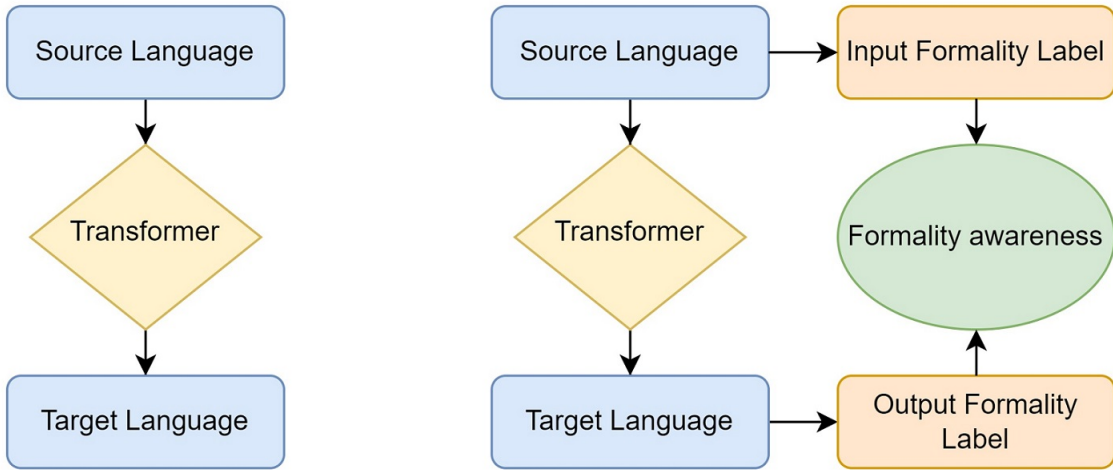 Source Language
Transformer
Target Language
Source Language
Input Formality Label
Transformer
Formality awareness
Target Language
Output Formality
Label